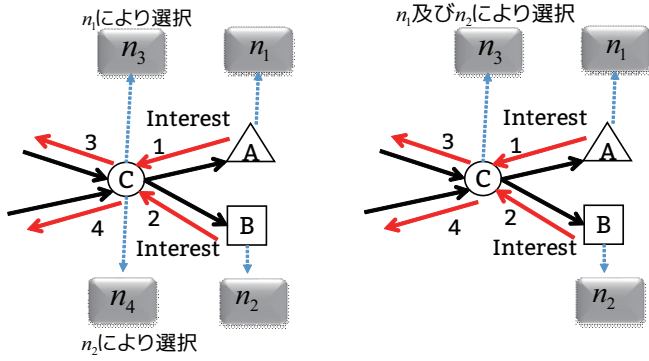 n₁により選択
n₃
n₁
Interest
3
1
A
C
4
2
B
Interest
n₄
n₂
n₂により選択
n₁及びn₂により選択
n₃
n₁
Interest
3
1
A
C
4
2
B
Interest
n₂